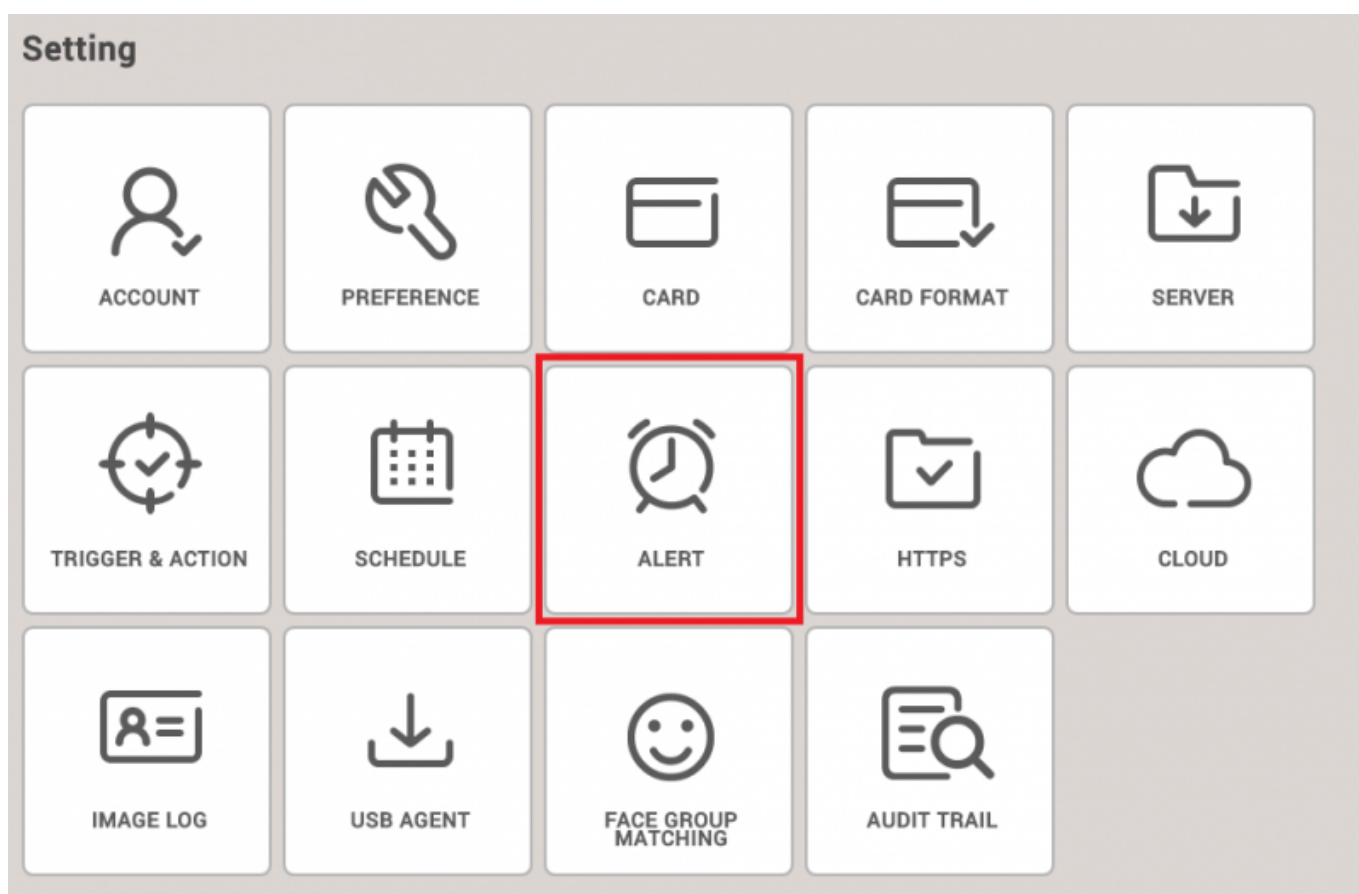 Setting
ACCOUNT
PREFERENCE
CARD
CARD FORMAT
SERVER
TRIGGER & ACTION
SCHEDULE
ALERT
HTTPS
CLOUD
IMAGE LOG
USB AGENT
FACE GROUP
MATCHING
AUDIT TRAIL